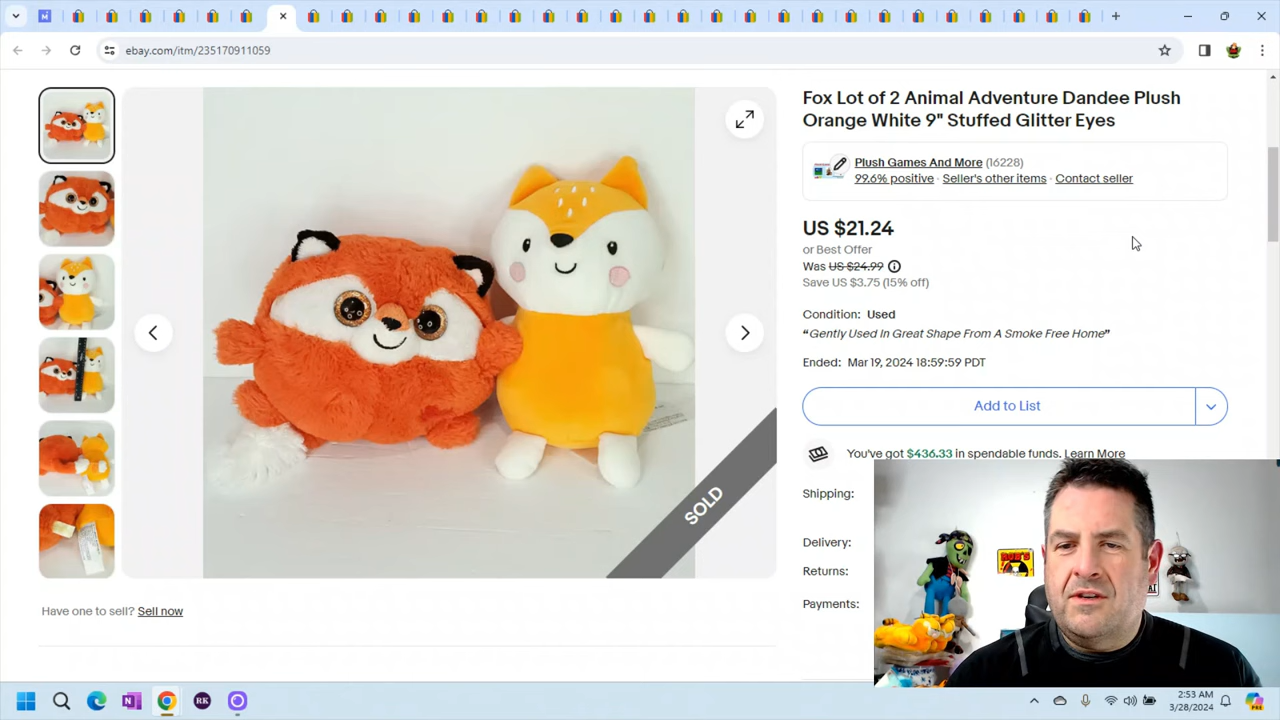 ebay.com/itm/235170911059
Fox Lot of 2 Animal Adventure Dandee Plush
Orange White 9" Stuffed Glitter Eyes
Plush Games And More (16228)
99.6% positive · Seller's other items · Contact seller
US $21.24
or Best Offer
Was US $24.99
Save US $3.75 (15% off)
Condition: Used
“Gently Used In Great Shape From A Smoke Free Home”
Ended: Mar 19, 2024 18:59:59 PDT
Add to List
You've got $436.33 in spendable funds. Learn More
Shipping:
Delivery:
Returns:
Payments:
SOLD
Have one to sell? Sell now
RK
2:53 AM
3/28/2024